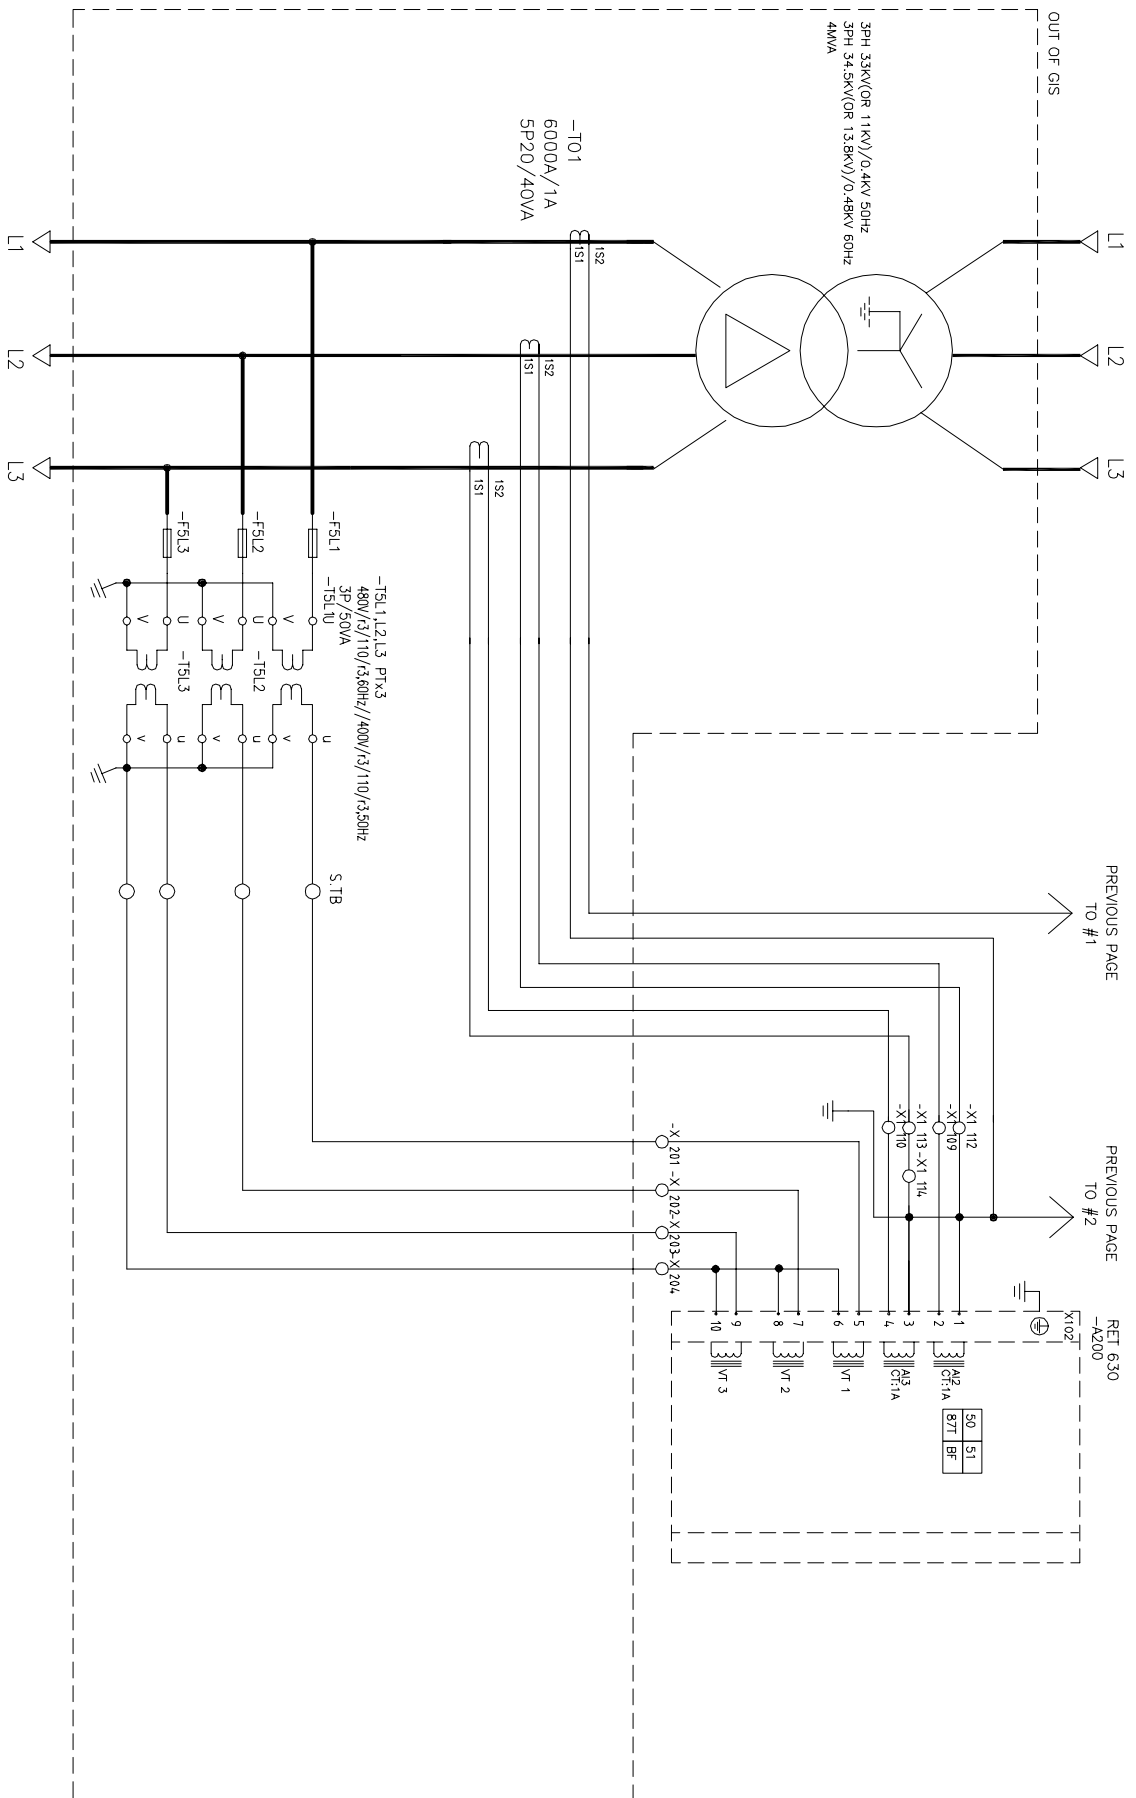 OUT OF GIS
3PH 33KV(OR 11KV)/0.4KV 50Hz
3PH 34.5KV(OR 13.8KV)/0.48KV 60Hz
4MVA
-T01
6000A/1A
5P20/40VA
L1
L2
L3
L1
L2
L3
1S1
1S2
1S1
1S2
1S1
1S2
-F5L1
-F5L2
-F5L3
-T5L1,L2,L3 PTx3
480V/r3/110/r3,60Hz//400V/r3/110/r3,50Hz
3P/50VA
-T5L1
U
V
U
V
U
V
-T5L2
-T5L3
u
v
u
v
u
v
S.TB
PREVIOUS PAGE
TO #1
PREVIOUS PAGE
TO #2
-X1 112
-X1 109
-X1 113
-X1 114
-X1 110
-X 201
-X 202
-X 203
-X 204
RET 630
-A200
X102
1
2
3
4
5
6
7
8
9
10
AI2
CT:1A
AI3
CT:1A
VT 1
VT 2
VT 3
50 51
87T BF